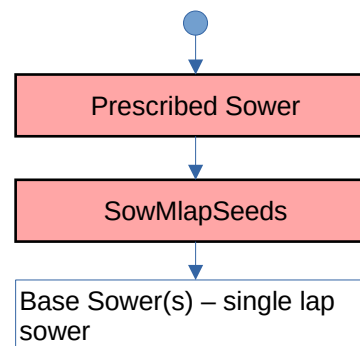 Prescribed Sower
SowMlapSeeds
Base Sower(s) – single lap
sower